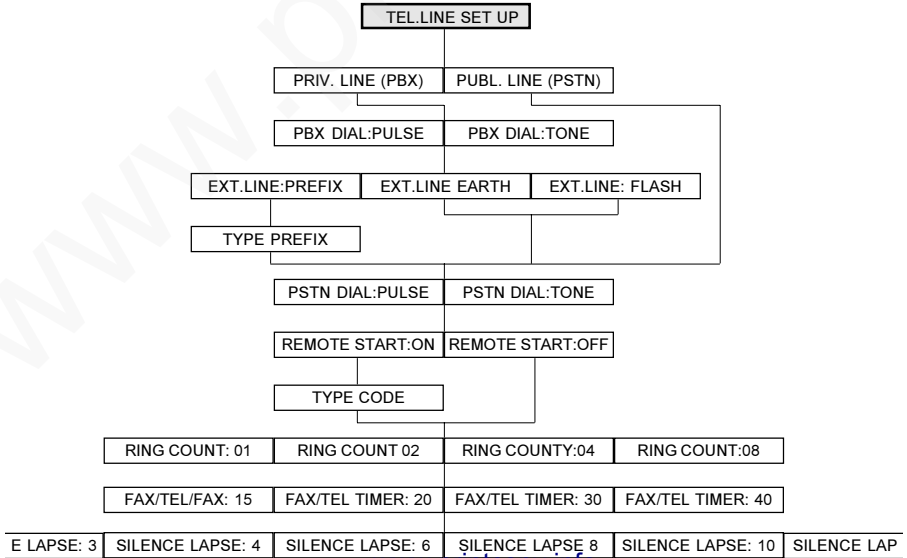 TEL.LINE SET UP
PRIV. LINE (PBX) PUBL. LINE (PSTN)
PBX DIAL:PULSE PBX DIAL:TONE
EXT.LINE:PREFIX EXT.LINE EARTH EXT.LINE: FLASH
TYPE PREFIX
PSTN DIAL:PULSE PSTN DIAL:TONE
REMOTE START:ON REMOTE START:OFF
TYPE CODE
RING COUNT: 01 RING COUNT 02 RING COUNTY:04 RING COUNT:08
FAX/TEL/FAX: 15 FAX/TEL TIMER: 20 FAX/TEL TIMER: 30 FAX/TEL TIMER: 40
E LAPSE: 3 SILENCE LAPSE: 4 SILENCE LAPSE: 6 SILENCE LAPSE 8 SILENCE LAPSE: 10 SILENCE LAP